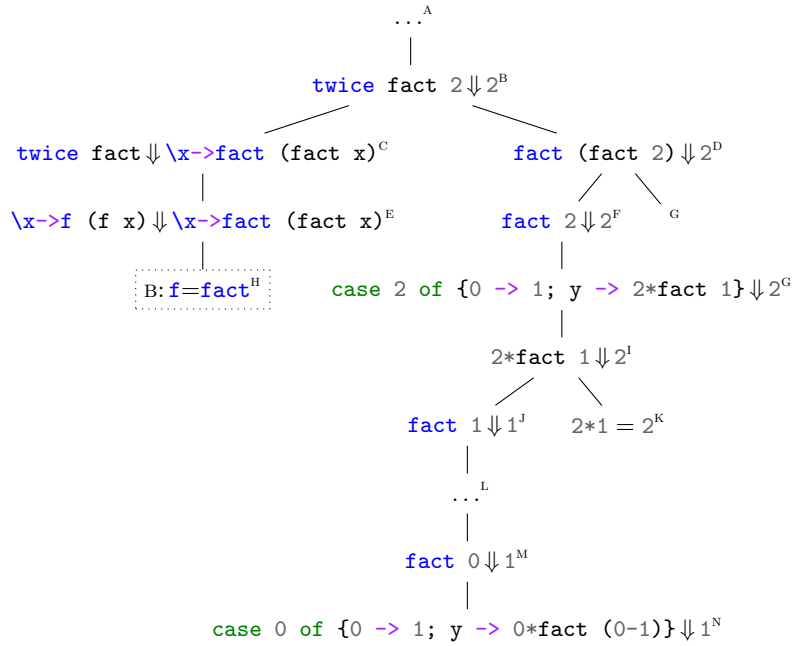 ...A
twice fact 2⇓2B
twice fact⇓\x->fact (fact x)C
fact (fact 2)⇓2D
\x->f (f x)⇓\x->fact (fact x)E
fact 2⇓2F
G
B: f=factH
case 2 of {0 -> 1; y -> 2*fact 1}⇓2G
2*fact 1⇓2I
fact 1⇓1J
2*1 = 2K
...L
fact 0⇓1M
case 0 of {0 -> 1; y -> 0*fact (0-1)}⇓1N